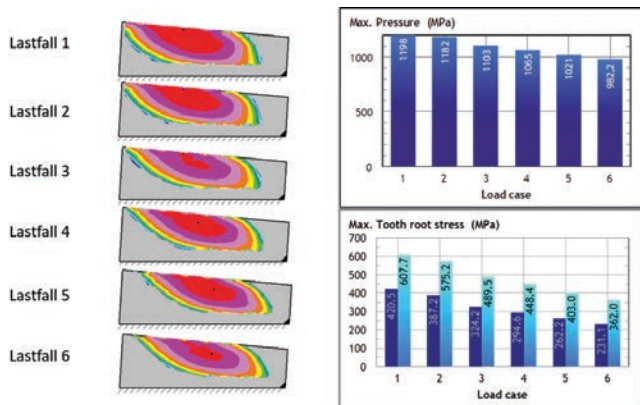 Lastfall 1
Lastfall 2
Lastfall 3
Lastfall 4
Lastfall 5
Lastfall 6
Max. Pressure (MPa)
1000
500
0
1198
1182
1103
1065
1021
982,2
1 2 3 4 5 6
Load case
Max. Tooth root stress (MPa)
700
600
500
400
300
200
100
0
420.5
607.7
387.2
575.2
324.2
489.5
294.6
448.4
262.2
403.0
231.1
362.0
1 2 3 4 5 6
Load case